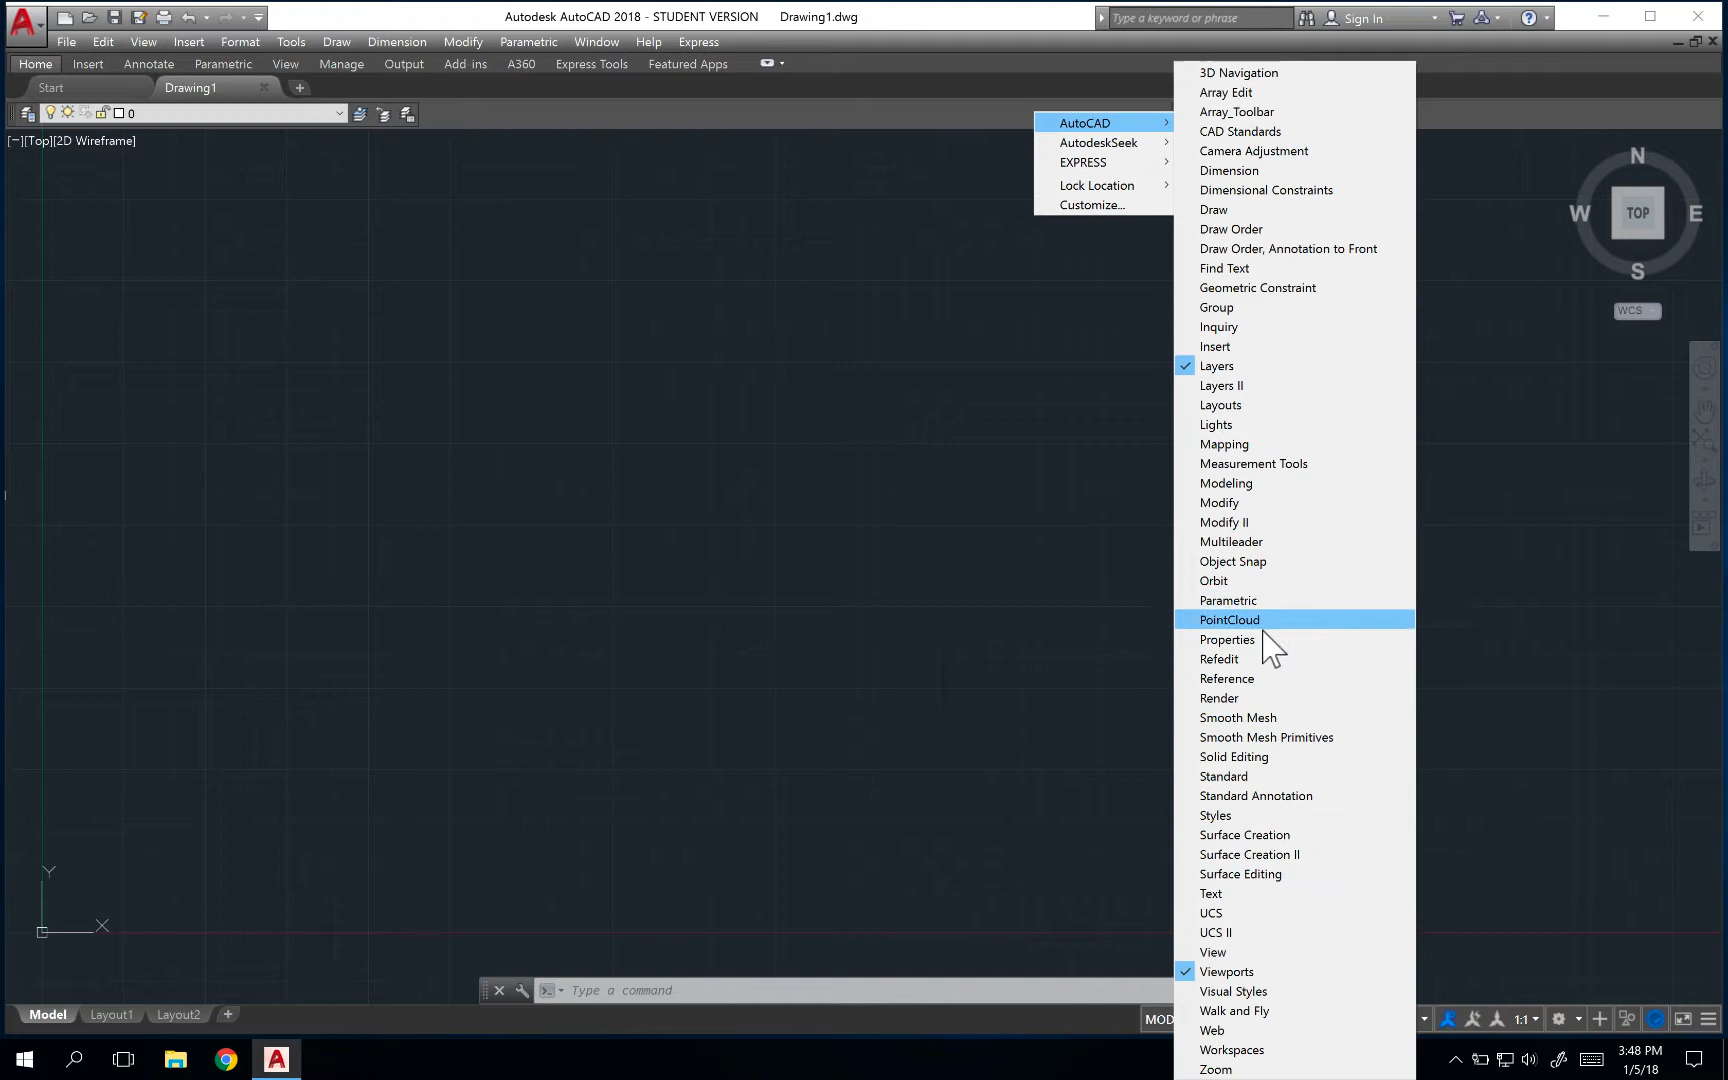 Autodesk AutoCAD 2018 - STUDENT VERSION Drawing1.dwg
Type a keyword or phrase
Sign In
File Edit View Insert Format Tools Draw Dimension Modify Parametric Window Help Express
Home Insert Annotate Parametric View Manage Output Add ins A360 Express Tools Featured Apps
Start Drawing1
0
[−][Top][2D Wireframe]
AutoCAD
AutodeskSeek
EXPRESS
Lock Location
Customize...
3D Navigation
Array Edit
Array_Toolbar
CAD Standards
Camera Adjustment
Dimension
Dimensional Constraints
Draw
Draw Order
Draw Order, Annotation to Front
Find Text
Geometric Constraint
Group
Inquiry
Insert
Layers
Layers II
Layouts
Lights
Mapping
Measurement Tools
Modeling
Modify
Modify II
Multileader
Object Snap
Orbit
Parametric
PointCloud
Properties
Refedit
Reference
Render
Smooth Mesh
Smooth Mesh Primitives
Solid Editing
Standard
Standard Annotation
Styles
Surface Creation
Surface Creation II
Surface Editing
Text
UCS
UCS II
View
Viewports
Visual Styles
Walk and Fly
Web
Workspaces
Zoom
N
W TOP E
S
WCS
Y
X
Type a command
Model Layout1 Layout2
MOD
1:1
3:48 PM
1/5/18